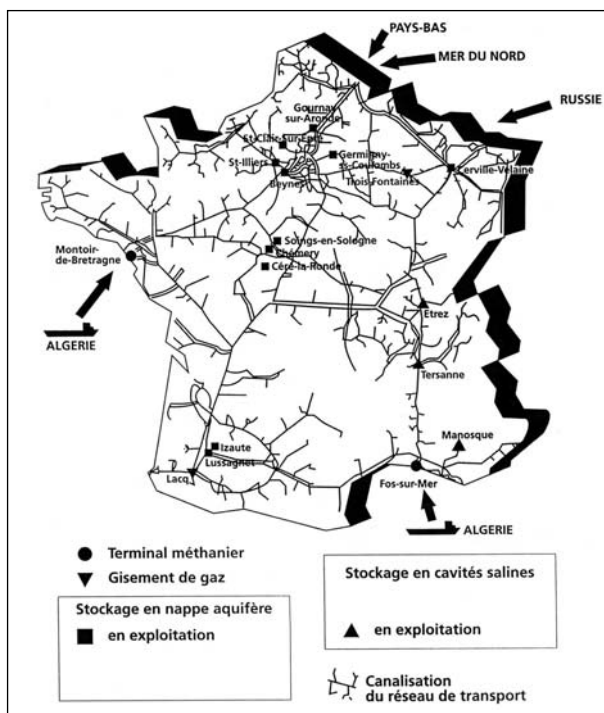 PAYS-BAS
MER DU NORD
RUSSIE
Gournay
sur-Aronde
St-Clair-Sur-Epte
Germigny-
ss-Coulombs
St-Illiers
Cerville-Velaine
Trois Fontaines
Beynes
Soings-en-Sologne
Chémery
Montoir-
de-Bretragne
Céré-la-Ronde
Etrez
ALGERIE
Tersanne
Manosque
Izaute
Lussagnet
Lacq
Fos-sur-Mer
ALGERIE
Terminal méthanier
Gisement de gaz
Stockage en nappe aquifère
en exploitation
Stockage en cavités salines
en exploitation
Canalisation
du réseau de transport